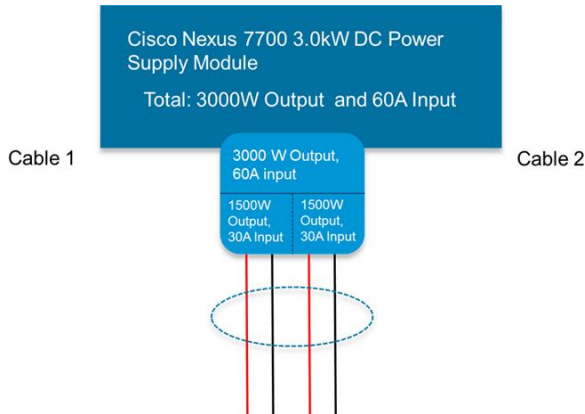 Cisco Nexus 7700 3.0kW DC Power
Supply Module
Total: 3000W Output and 60A Input
Cable 1
Cable 2
3000 W Output,
60A input
1500W
Output,
30A Input
1500W
Output,
30A Input